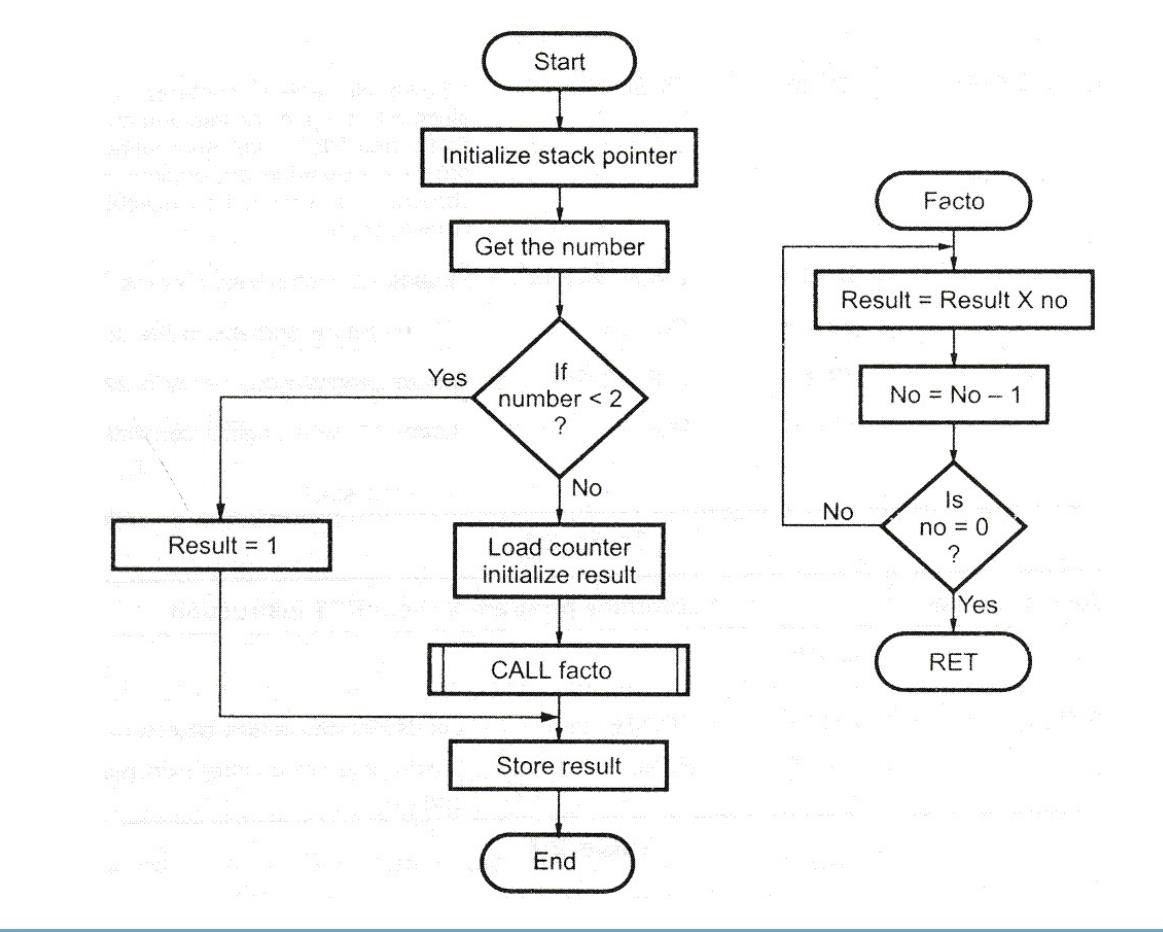 Start
Initialize stack pointer
Get the number
If
number < 2
?
Yes
No
Result = 1
Load counter
initialize result
CALL facto
Store result
End
Facto
Result = Result X no
No = No – 1
Is
no = 0
?
No
Yes
RET